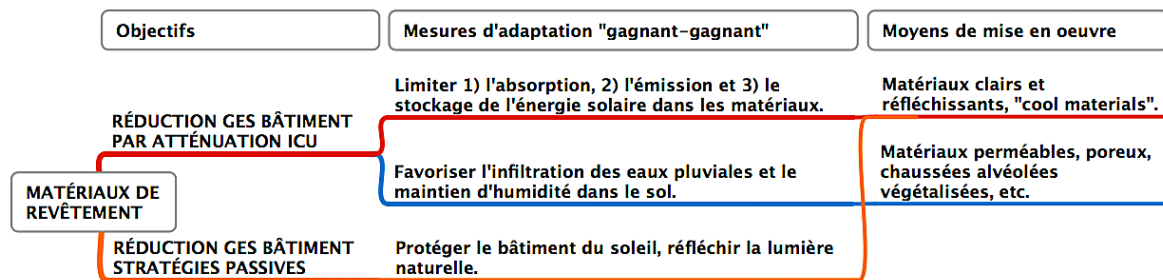 Objectifs
Mesures d'adaptation "gagnant-gagnant"
Moyens de mise en oeuvre
Limiter 1) l'absorption, 2) l'émission et 3) le
stockage de l'énergie solaire dans les matériaux.
Matériaux clairs et
réfléchissants, "cool materials".
RÉDUCTION GES BÂTIMENT
PAR ATTÉNUATION ICU
Favoriser l'infiltration des eaux pluviales et le
maintien d'humidité dans le sol.
Matériaux perméables, poreux,
chaussées alvéolées
végétalisées, etc.
MATÉRIAUX DE
REVÊTEMENT
RÉDUCTION GES BÂTIMENT
STRATÉGIES PASSIVES
Protéger le bâtiment du soleil, réfléchir la lumière
naturelle.